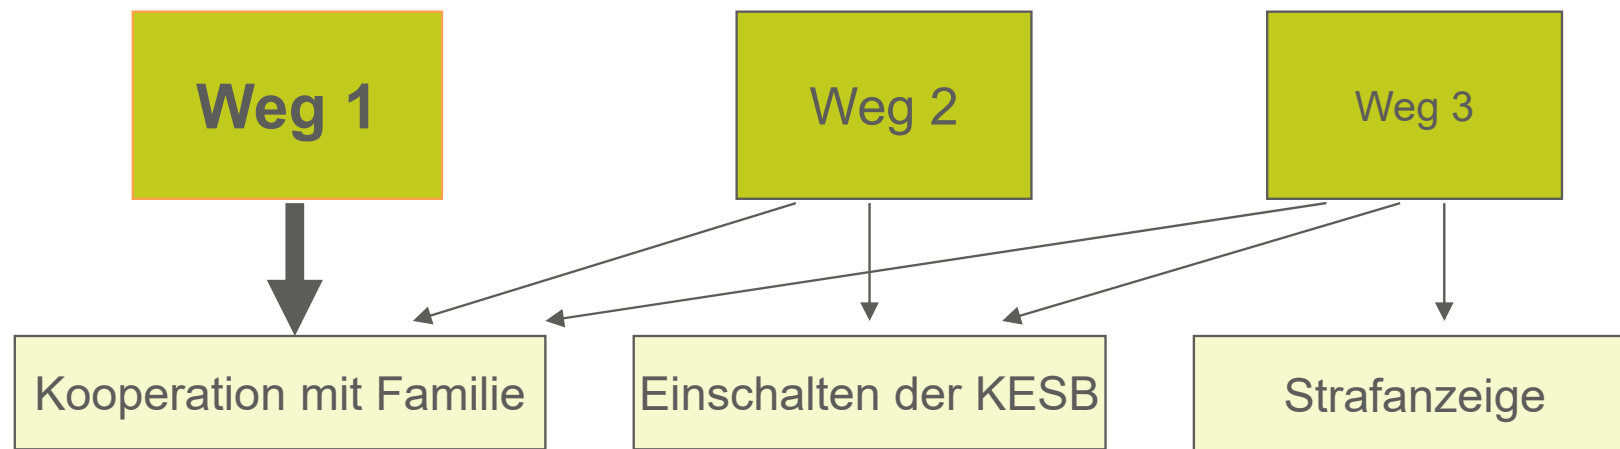 Weg 1
Weg 2
Weg 3
Kooperation mit Familie
Einschalten der KESB
Strafanzeige